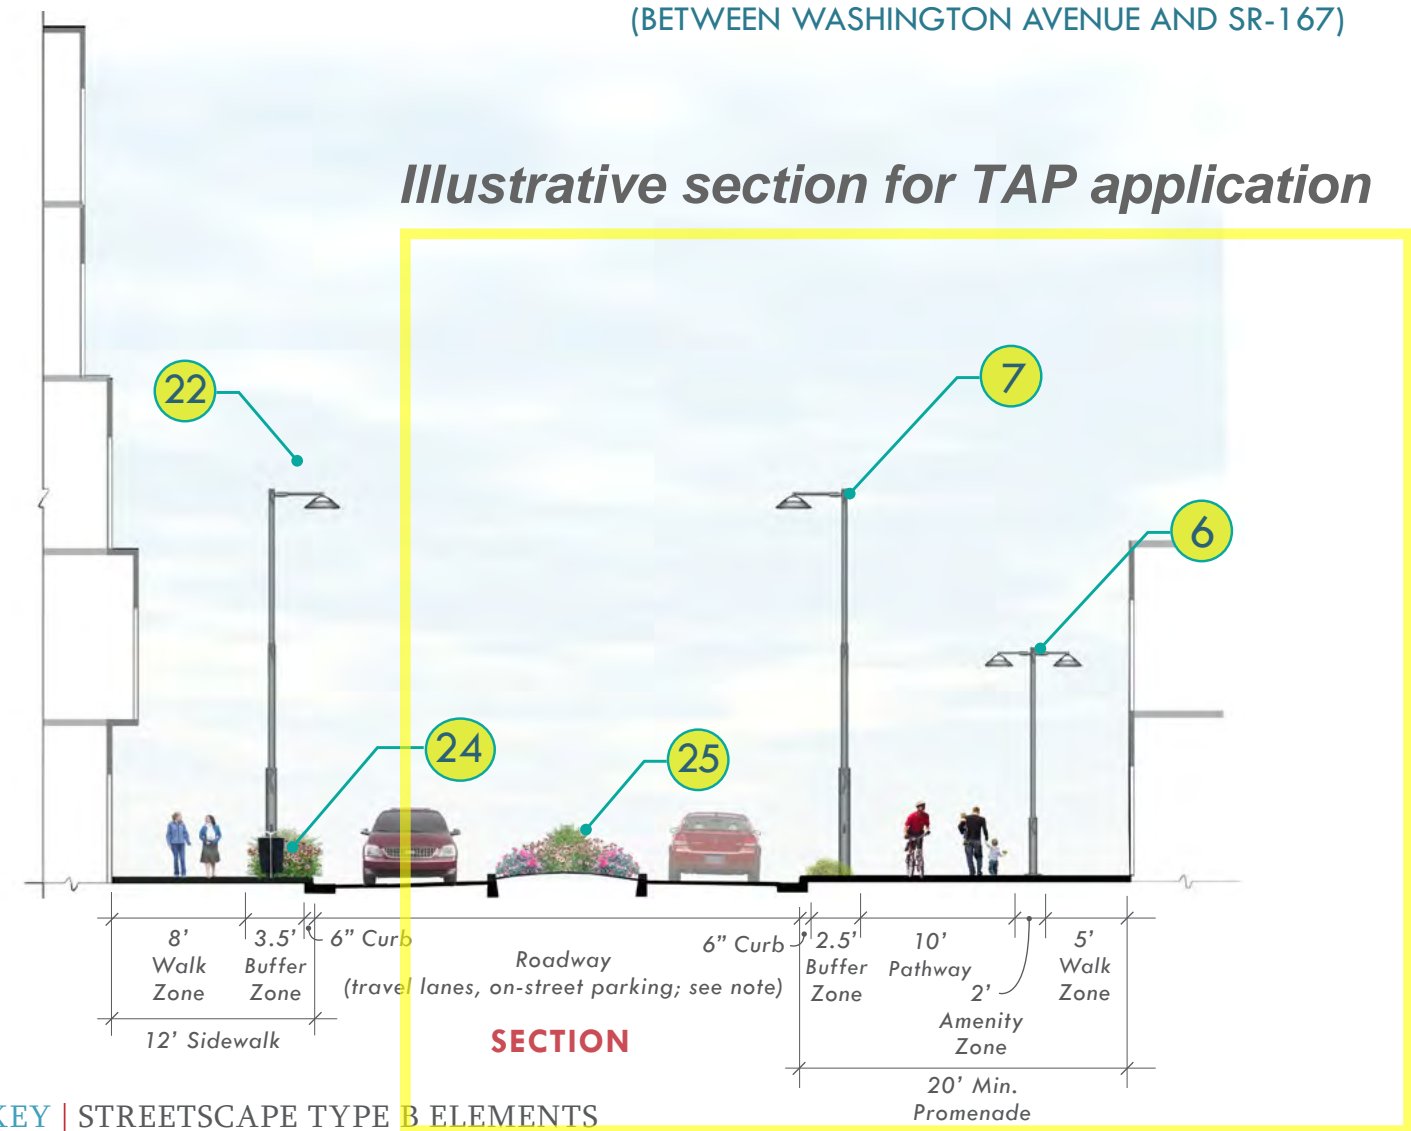 (BETWEEN WASHINGTON AVENUE AND SR-167)
Illustrative section for TAP application
22
7
6
24
25
8’
Walk
Zone
3.5’
Buffer
Zone
6” Curb
Roadway
(travel lanes, on-street parking; see note)
6” Curb
2.5’
Buffer
Zone
10’
Pathway
2’
Amenity
Zone
5’
Walk
Zone
12’ Sidewalk
SECTION
20’ Min.
Promenade
KEY | STREETSCAPE TYPE B ELEMENTS